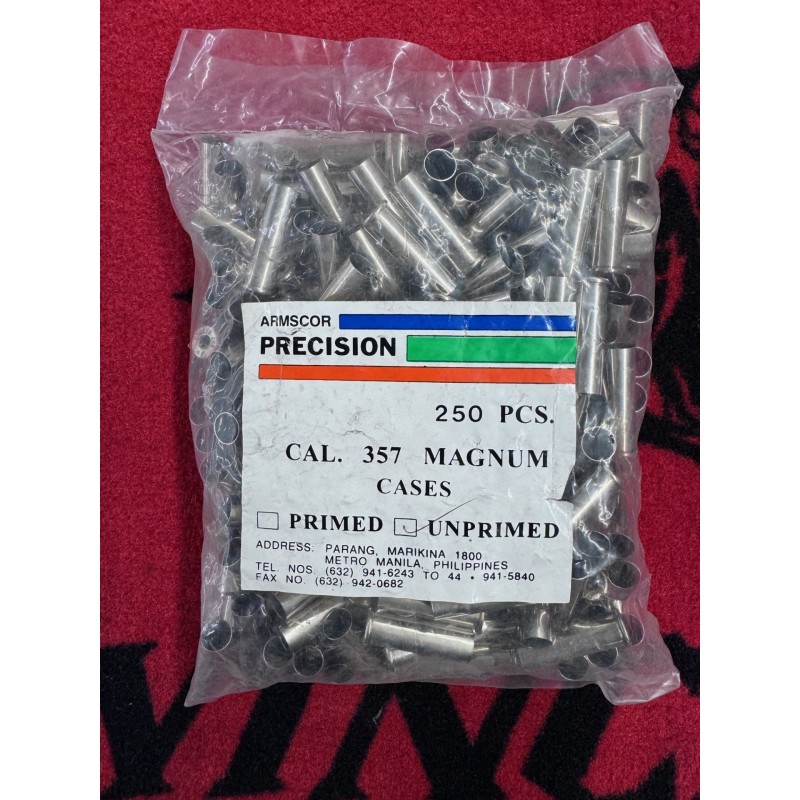 ARMSCOR
PRECISION
250 PCS.
CAL. 357 MAGNUM
CASES
PRIMED UNPRIMED
ADDRESS: PARANG, MARIKINA 1800
METRO MANILA, PHILIPPINES
TEL. NOS. (632) 941-6243 TO 44 • 941-5840
FAX NO. (632) 942-0682